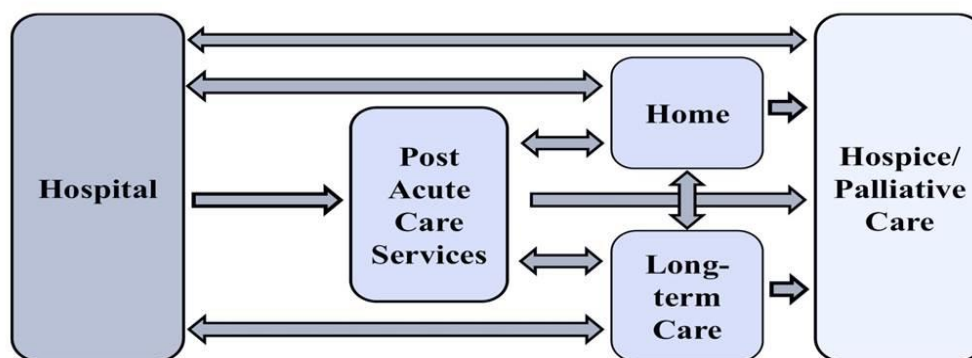 Hospital
Post
Acute
Care
Services
Home
Long-
term
Care
Hospice/
Palliative
Care